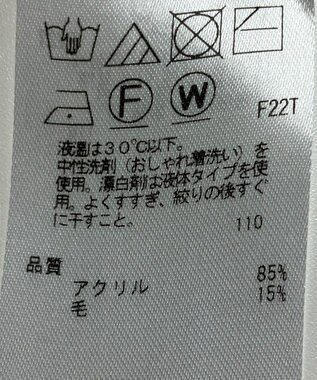 F W
F22T
液温は30℃以下。
中性洗剤(おしゃれ着洗い)を
使用。漂白剤は液体タイプを使
用。よくすすぎ、絞りの後すぐ
に干すこと。
110
品質
アクリル 85%
毛 15%